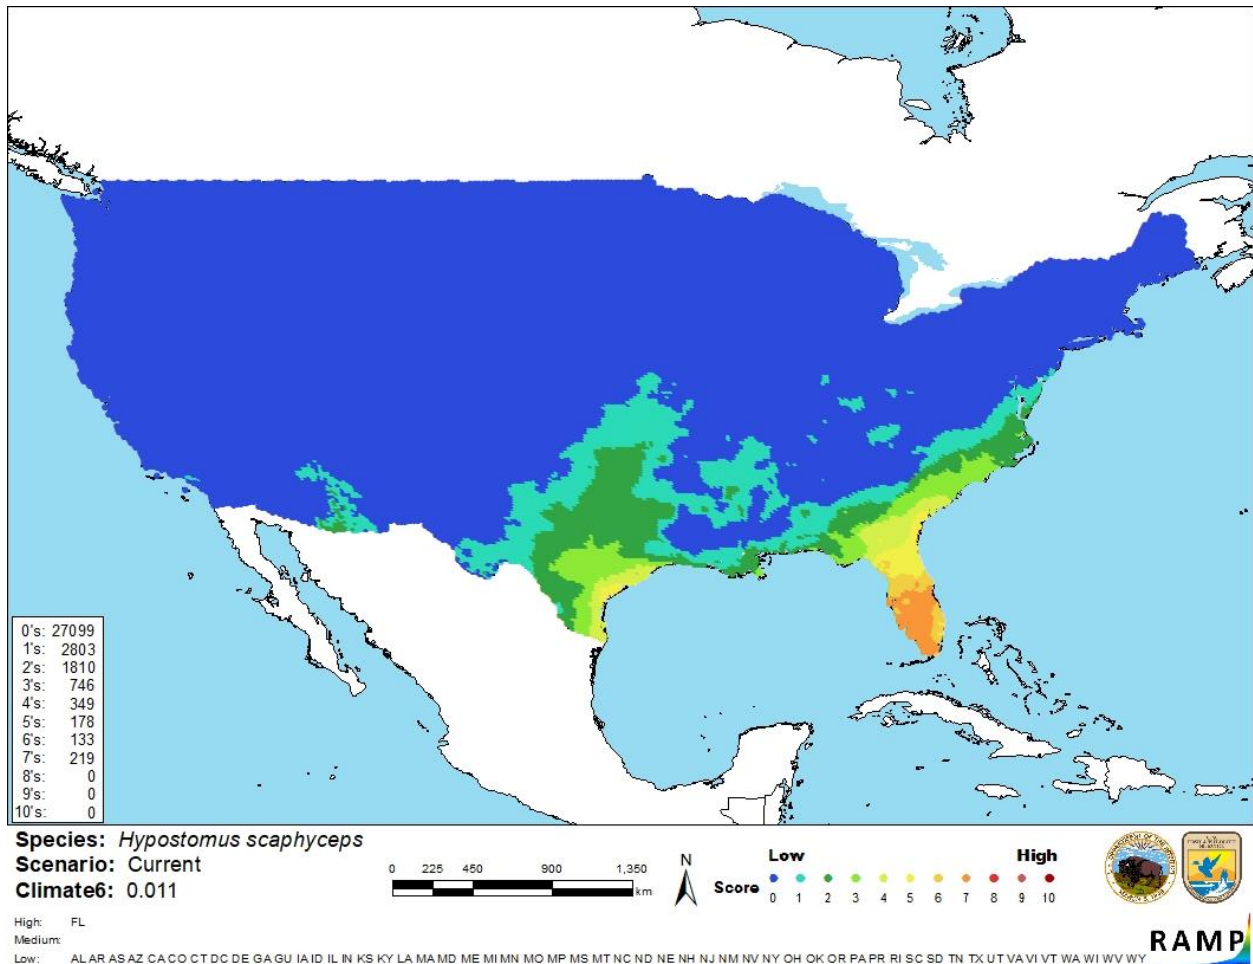 0's: 27099
1's: 2803
2's: 1810
3's: 746
4's: 349
5's: 178
6's: 133
7's: 219
8's: 0
9's: 0
10's: 0
Species: Hypostomus scaphyceps
Scenario: Current
Climate6: 0.011
0 225 450 900 1,350
km
N
Low High
Score 0 1 2 3 4 5 6 7 8 9 10
High: FL
Medium:
Low: AL AR AS AZ CA CO CT DC DE GA GU IA ID IL IN KS KY LA MA MD ME MI MN MO MP MS MT NC ND NE NH NJ NM NV NY OH OK OR PA PR RI SC SD TN TX UT VA VI VT WA WI WV WY
RAMP